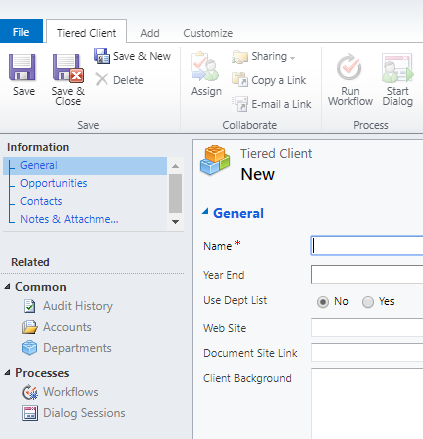 File
Tiered Client
Add
Customize
Save
Save & Close
Save & New
Delete
Save
Assign
Sharing
Copy a Link
E-mail a Link
Collaborate
Run Workflow
Start Dialog
Process
Information
General
Opportunities
Contacts
Notes & Attachme...
Related
Common
Audit History
Accounts
Departments
Processes
Workflows
Dialog Sessions
Tiered Client
New
General
Name *
Year End
Use Dept List No Yes
Web Site
Document Site Link
Client Background